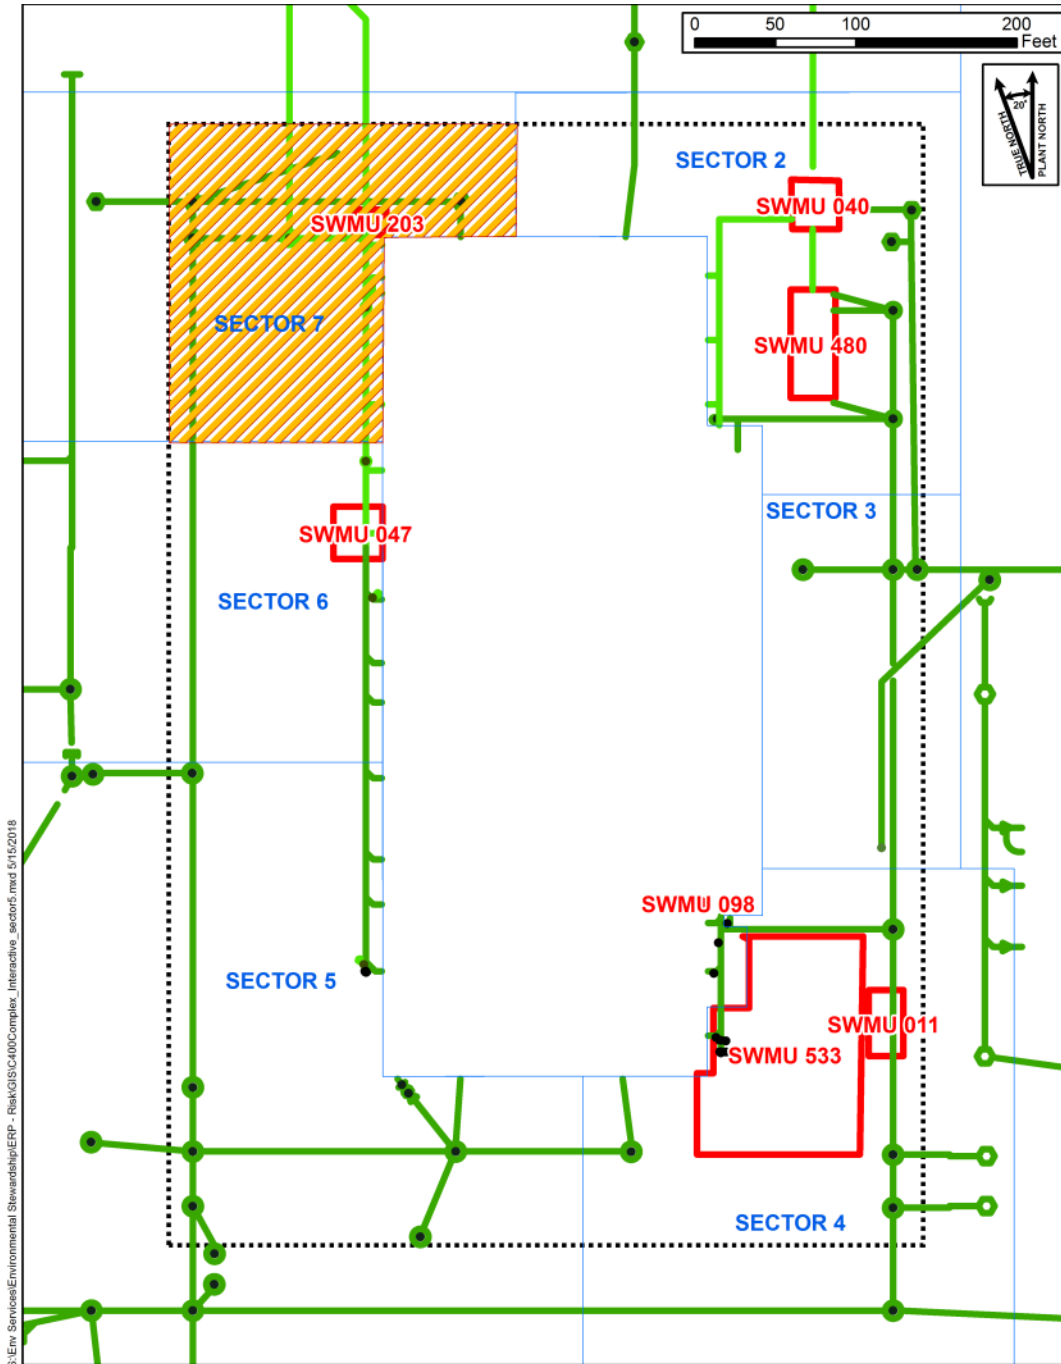 0 50 100 200
Feet
20°
TRUE NORTH
PLANT NORTH
SECTOR 2
SWMU 040
SWMU 203
SECTOR 7
SWMU 480
SECTOR 3
SWMU 047
SECTOR 6
SWMU 098
SECTOR 5
SWMU 011
SWMU 533
SECTOR 4
S:\Env Services\Environmental Stewardship\ERP - Risk\GIS\C400Complex_Interactive_sector5.mxd 5/15/2018